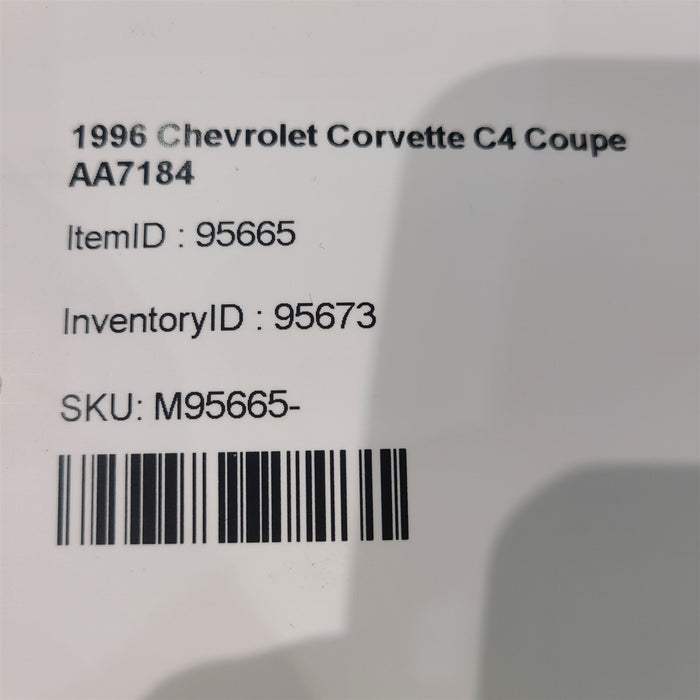 1996 Chevrolet Corvette C4 Coupe
AA7184
ItemID : 95665
InventoryID : 95673
SKU: M95665-